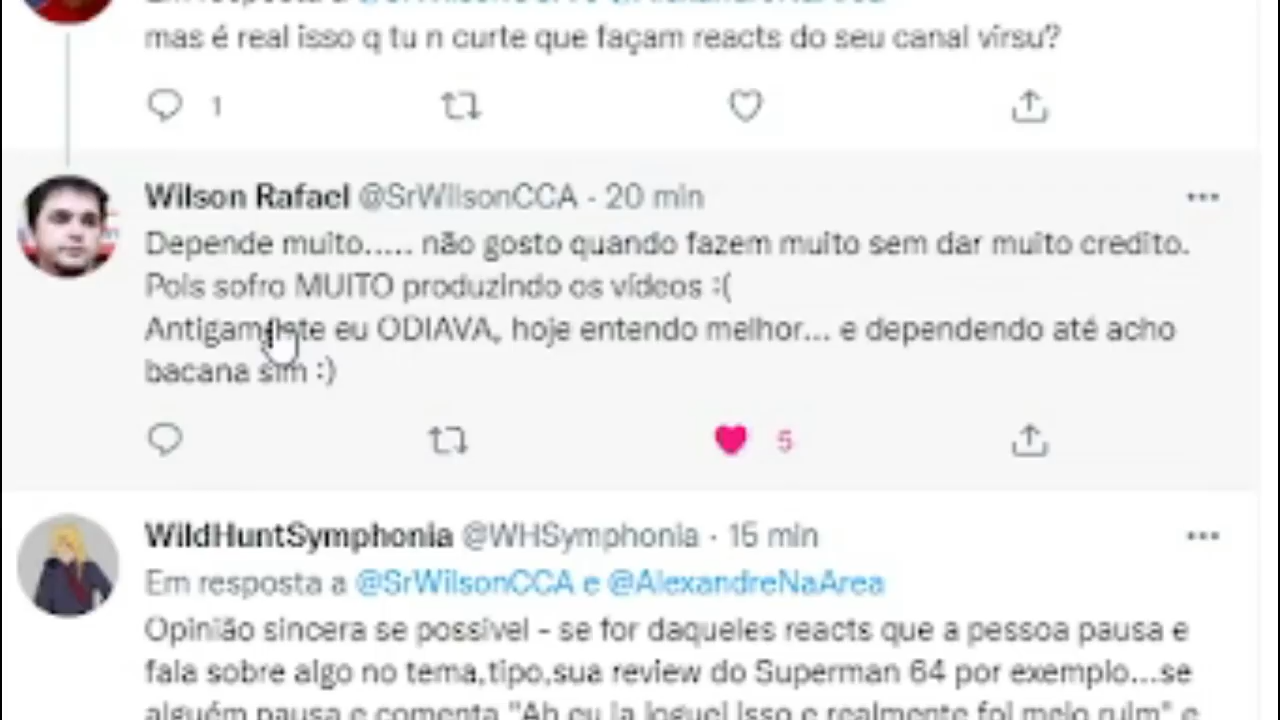 Em resposta a @SrWilsonCCA e @AlexandreNaArea
mas é real isso q tu n curte que façam reacts do seu canal virsu?
1
Wilson Rafael @SrWilsonCCA · 20 min
Depende muito..... não gosto quando fazem muito sem dar muito credito.
Pois sofro MUITO produzindo os vídeos :(
Antigamente eu ODIAVA, hoje entendo melhor... e dependendo até acho
bacana sim :)
5
WildHuntSymphonia @WHSymphonia · 15 min
Em resposta a @SrWilsonCCA e @AlexandreNaArea
Opinião sincera se possivel - se for daqueles reacts que a pessoa pausa e
fala sobre algo no tema,tipo,sua review do Superman 64 por exemplo...se
alguém pausa e comenta "Ah eu ja joguei isso e realmente foi meio ruim" e